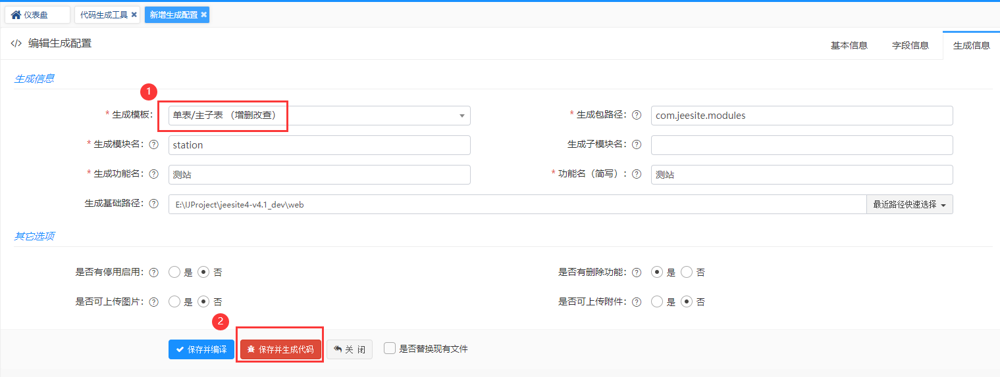 仪表盘 代码生成工具 新增生成配置
</> 编辑生成配置 基本信息 字段信息 生成信息
生成信息
1
* 生成模板： 单表/主子表 （增删改查） * 生成包路径： ? com.jeesite.modules
* 生成模块名： ? station 生成子模块名： ?
* 生成功能名： ? 测站 * 功能名（简写）： ? 测站
生成基础路径： ? E:\IJProject\jeesite4-v4.1_dev\web 最近路径快速选择
其它选项
是否有停用启用： ? 是 否 是否有删除功能： ? 是 否
是否可上传图片： ? 是 否 是否可上传附件： ? 是 否
2
保存并编译 保存并生成代码 关 闭 是否替换现有文件